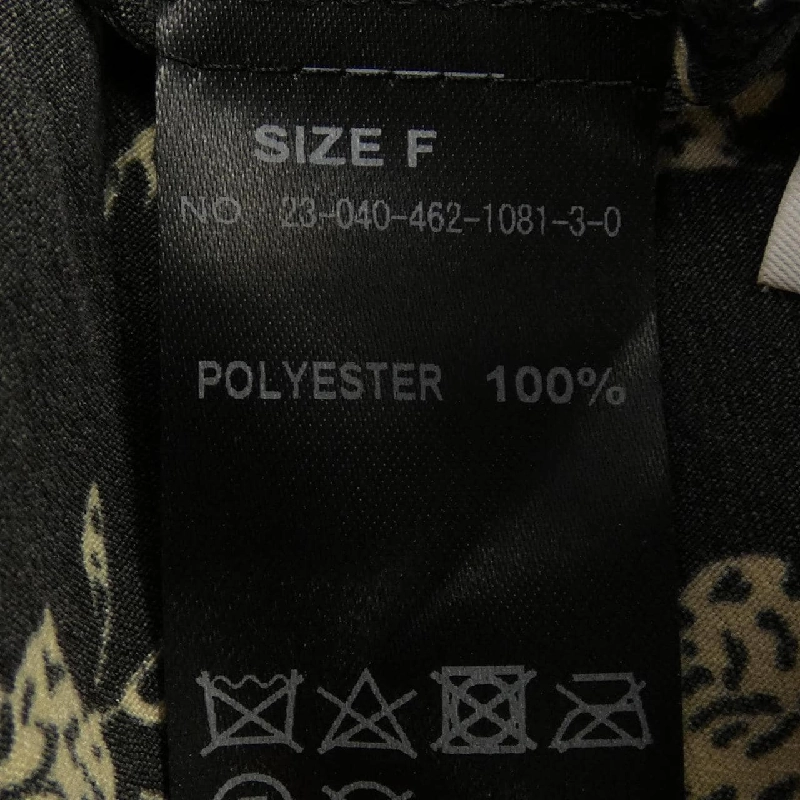 SIZE F
NO 23-040-462-1081-3-0
POLYESTER 100%